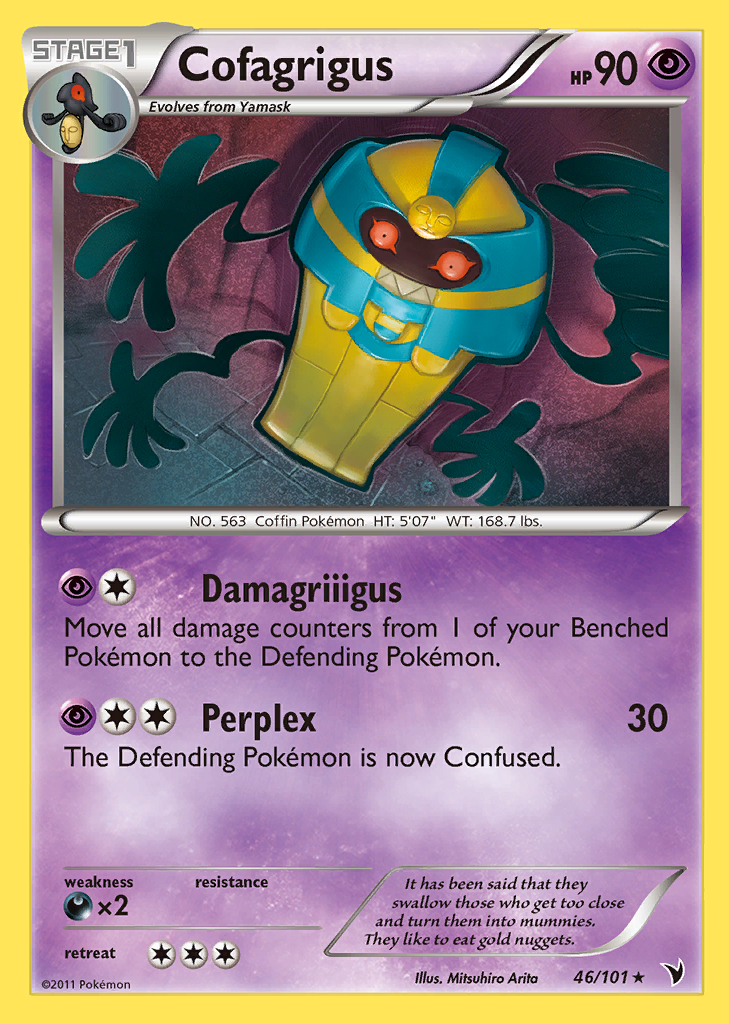 STAGE1
Cofagrigus
HP90
Evolves from Yamask
NO. 563 Coffin Pokémon HT: 5'07" WT: 168.7 lbs.
Damagriiigus
Move all damage counters from 1 of your Benched
Pokémon to the Defending Pokémon.
Perplex 30
The Defending Pokémon is now Confused.
weakness
resistance
×2
retreat
It has been said that they
swallow those who get too close
and turn them into mummies.
They like to eat gold nuggets.
©2011 Pokémon
Illus. Mitsuhiro Arita
46/101★